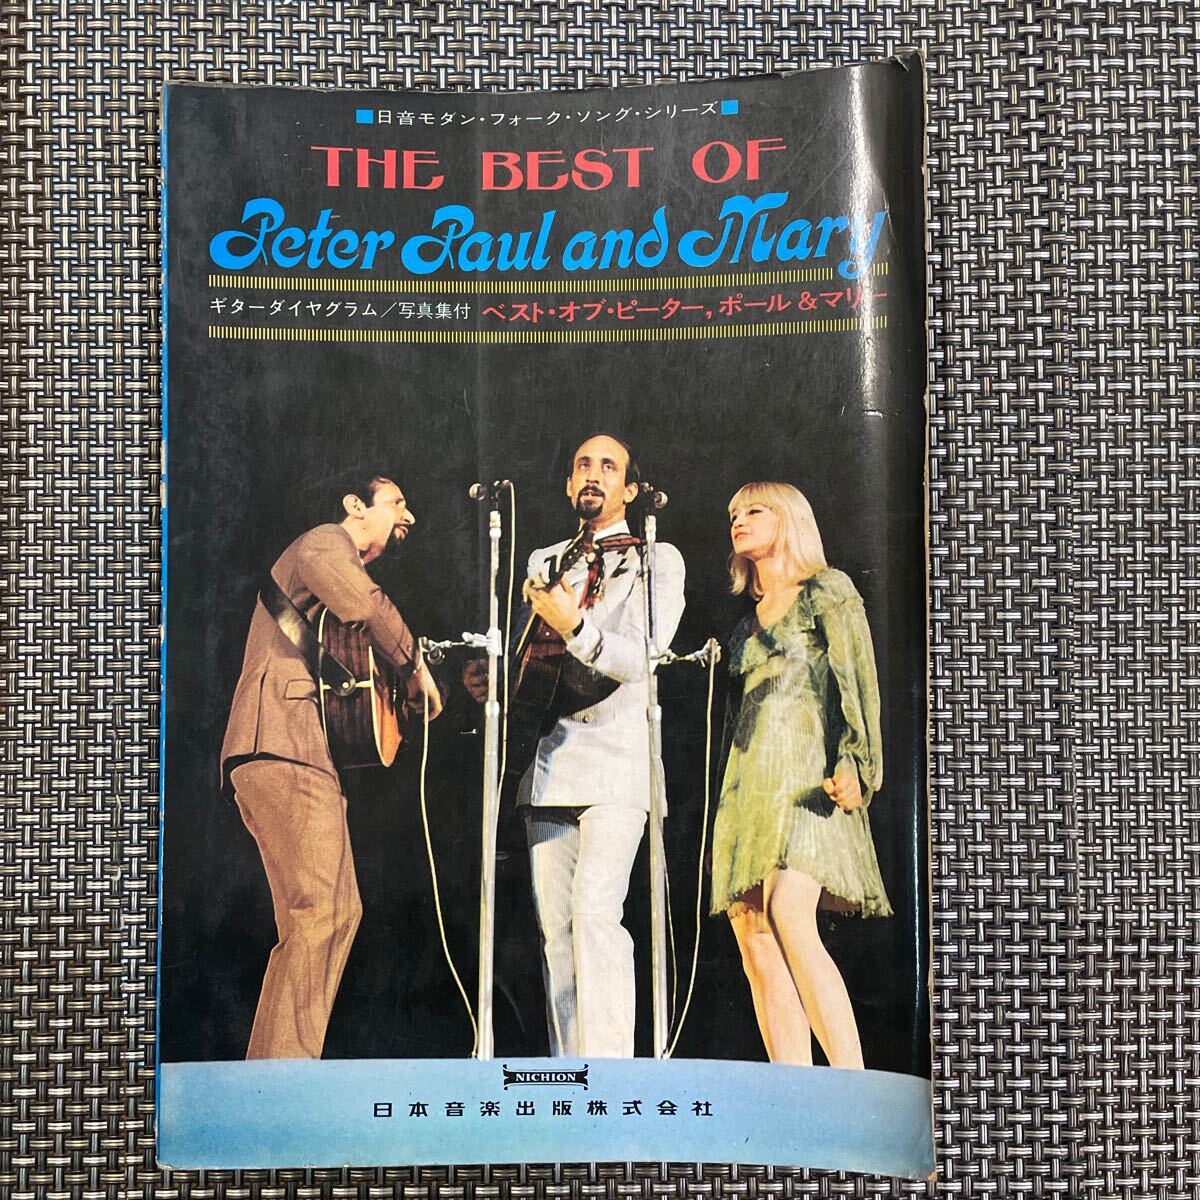 ■日音モダン・フォーク・ソング・シリーズ■
THE BEST OF
Peter Paul and Mary
ギターダイヤグラム/写真集付 ベスト・オブ・ピーター,ポール&マリー
NICHION
日本音楽出版株式会社